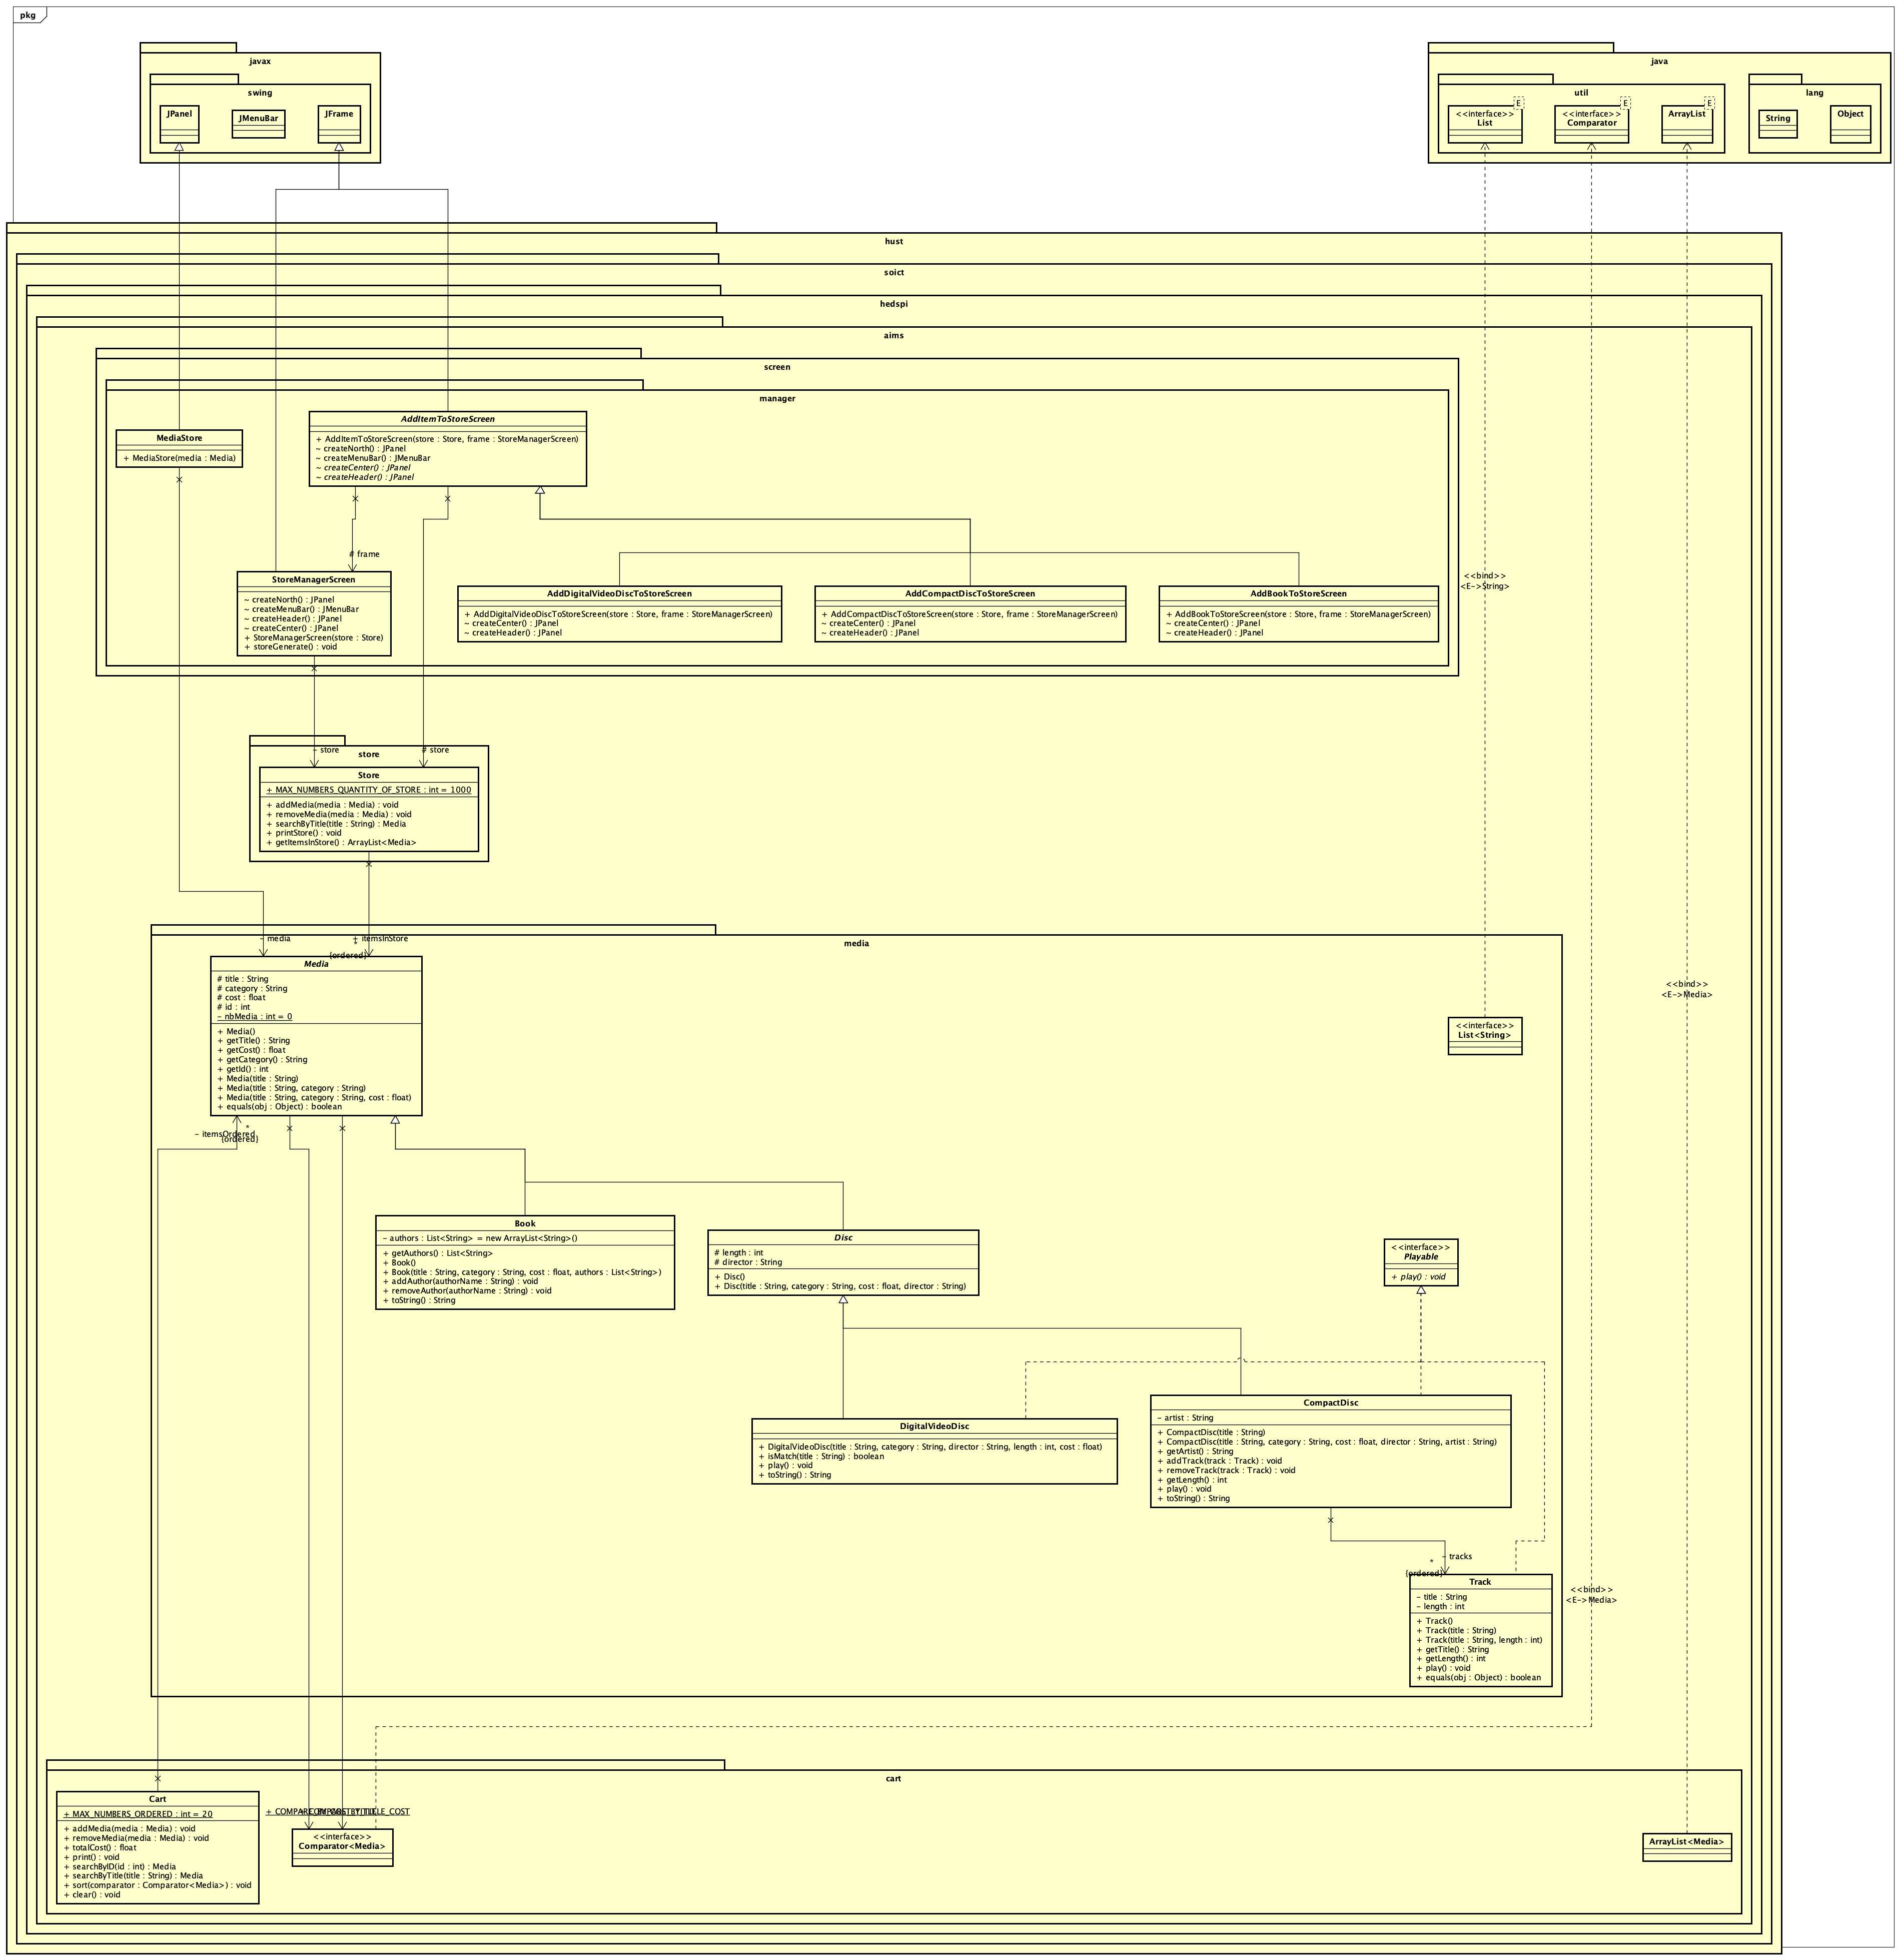 pkg
javax
swing
JPanel
JMenuBar
JFrame
java
util
E
<<interface>>
List
E
<<interface>>
Comparator
E
ArrayList
lang
String
Object
hust
soict
hedspi
aims
screen
manager
MediaStore
+ MediaStore(media : Media)
AddItemToStoreScreen
+ AddItemToStoreScreen(store : Store, frame : StoreManagerScreen)
~ createNorth() : JPanel
~ createMenuBar() : JMenuBar
~ createCenter() : JPanel
~ createHeader() : JPanel
# frame
StoreManagerScreen
~ createNorth() : JPanel
~ createMenuBar() : JMenuBar
~ createHeader() : JPanel
~ createCenter() : JPanel
+ StoreManagerScreen(store : Store)
+ storeGenerate() : void
AddDigitalVideoDiscToStoreScreen
+ AddDigitalVideoDiscToStoreScreen(store : Store, frame : StoreManagerScreen)
~ createCenter() : JPanel
~ createHeader() : JPanel
AddCompactDiscToStoreScreen
+ AddCompactDiscToStoreScreen(store : Store, frame : StoreManagerScreen)
~ createCenter() : JPanel
~ createHeader() : JPanel
AddBookToStoreScreen
+ AddBookToStoreScreen(store : Store, frame : StoreManagerScreen)
~ createCenter() : JPanel
~ createHeader() : JPanel
<<bind>>
<E->String>
- store
# store
store
Store
+ MAX_NUMBERS_QUANTITY_OF_STORE : int = 1000
+ addMedia(media : Media) : void
+ removeMedia(media : Media) : void
+ searchByTitle(title : String) : Media
+ printStore() : void
+ getItemsInStore() : ArrayList<Media>
media
- media
+ itemsInStore
*
{ordered}
Media
# title : String
# category : String
# cost : float
# id : int
- nbMedia : int = 0
+ Media()
+ getTitle() : String
+ getCost() : float
+ getCategory() : String
+ getId() : int
+ Media(title : String)
+ Media(title : String, category : String)
+ Media(title : String, category : String, cost : float)
+ equals(obj : Object) : boolean
<<bind>>
<E->Media>
<<interface>>
List<String>
*
- itemsOrdered
{ordered}
Book
- authors : List<String> = new ArrayList<String>()
+ getAuthors() : List<String>
+ Book()
+ Book(title : String, category : String, cost : float, authors : List<String>)
+ addAuthor(authorName : String) : void
+ removeAuthor(authorName : String) : void
+ toString() : String
Disc
# length : int
# director : String
+ Disc()
+ Disc(title : String, category : String, cost : float, director : String)
<<interface>>
Playable
+ play() : void
DigitalVideoDisc
+ DigitalVideoDisc(title : String, category : String, director : String, length : int, cost : float)
+ isMatch(title : String) : boolean
+ play() : void
+ toString() : String
CompactDisc
- artist : String
+ CompactDisc(title : String)
+ CompactDisc(title : String, category : String, cost : float, director : String, artist : String)
+ getArtist() : String
+ addTrack(track : Track) : void
+ removeTrack(track : Track) : void
+ getLength() : int
+ play() : void
+ toString() : String
- tracks
*
{ordered}
Track
- title : String
- length : int
+ Track()
+ Track(title : String)
+ Track(title : String, length : int)
+ getTitle() : String
+ getLength() : int
+ play() : void
+ equals(obj : Object) : boolean
<<bind>>
<E->Media>
cart
Cart
+ MAX_NUMBERS_ORDERED : int = 20
+ addMedia(media : Media) : void
+ removeMedia(media : Media) : void
+ totalCost() : float
+ print() : void
+ searchByID(id : int) : Media
+ searchByTitle(title : String) : Media
+ sort(comparator : Comparator<Media>) : void
+ clear() : void
<<interface>>
Comparator<Media>
ArrayList<Media>